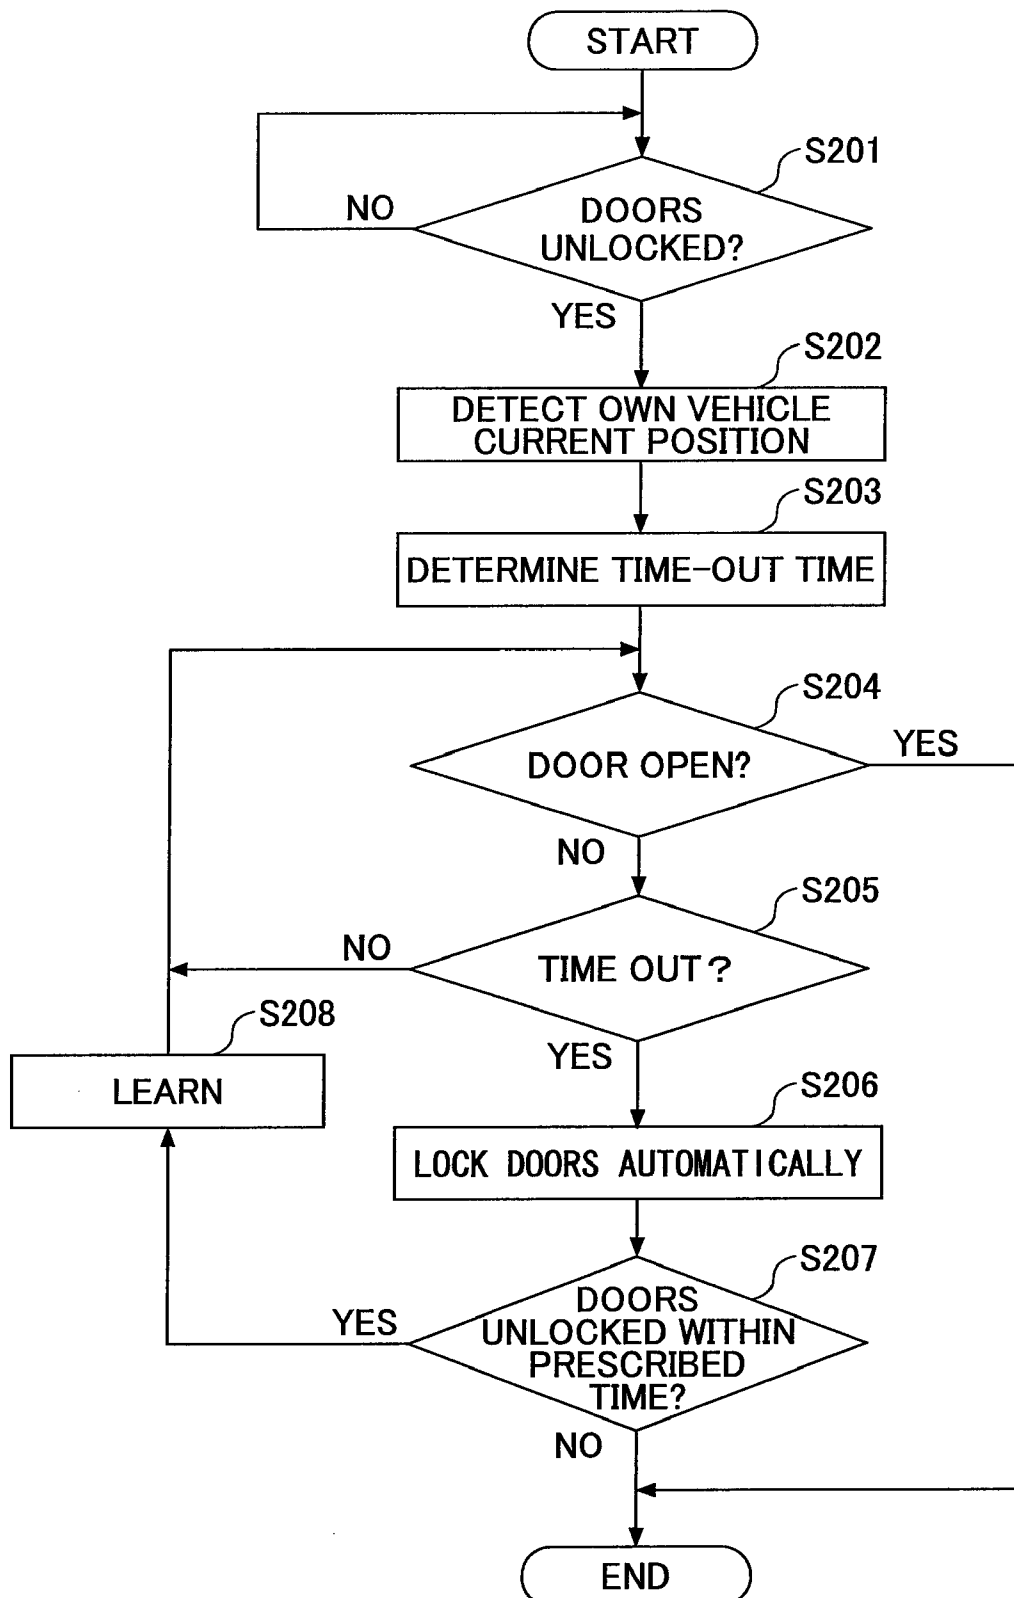 START
S201
NO
DOORS
UNLOCKED?
YES
S202
DETECT OWN VEHICLE
CURRENT POSITION
S203
DETERMINE TIME-OUT TIME
S204
YES
DOOR OPEN?
NO
S205
NO
TIME OUT?
S208
YES
LEARN
S206
LOCK DOORS AUTOMATICALLY
S207
YES
DOORS
UNLOCKED WITHIN
PRESCRIBED
TIME?
NO
END